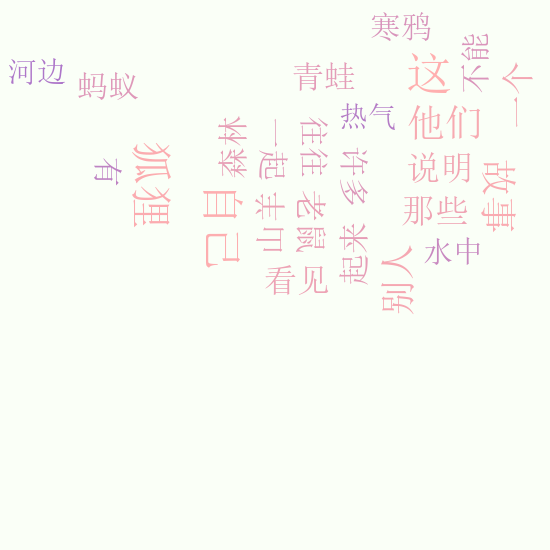 寒鸦
河边
蚂蚁
青蛙
这
不能
一个
热气
他们
森林
一起
往往
许多
说明
故事
狐狸
有
自己
山羊
老鼠
起来
那些
水中
看见
别人